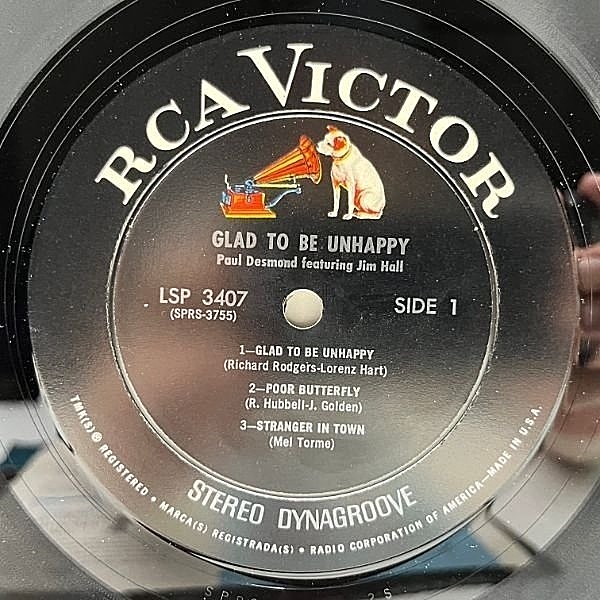 RCA VICTOR
GLAD TO BE UNHAPPY
Paul Desmond featuring Jim Hall
LSP 3407
(SPRS-3755)
SIDE 1
1—GLAD TO BE UNHAPPY
(Richard Rodgers-Lorenz Hart)
2—POOR BUTTERFLY
(R. Hubbell-J. Golden)
3—STRANGER IN TOWN
(Mel Torme)
STEREO DYNAGROOVE
TMK(S) ® REGISTERED • MARCA(S) REGISTRADA(S) • RADIO CORPORATION OF AMERICA—MADE IN U.S.A.